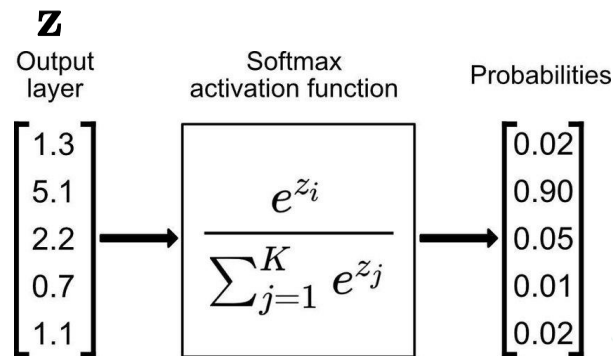 z
Output layer
Softmax activation function
Probabilities
1.3
5.1
2.2
0.7
1.1
e^{z_i}
∑_{j=1}^{K} e^{z_j}
0.02
0.90
0.05
0.01
0.02